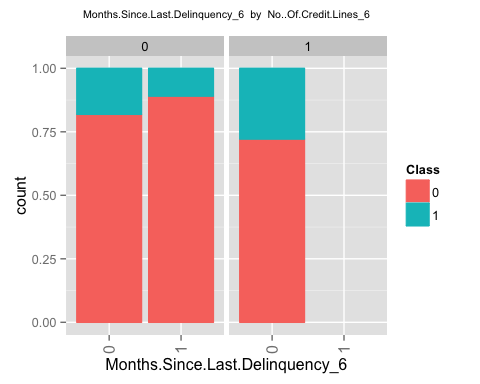 Months.Since.Last.Delinquency_6 by No..Of.Credit.Lines_6
0 1
1.00
0.75
0.50
0.25
0.00
count
0 1 0 1
Months.Since.Last.Delinquency_6
Class
0
1